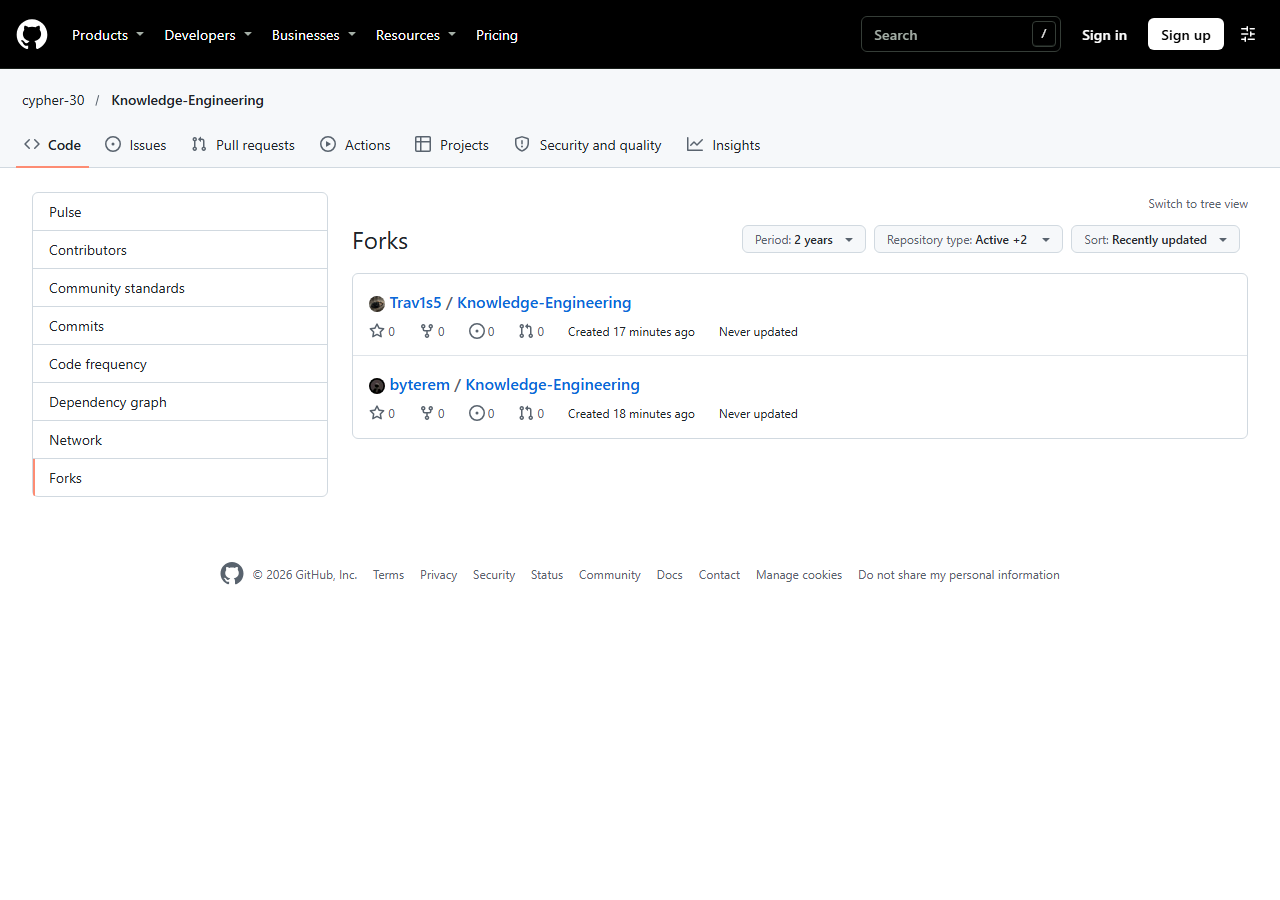 Products Developers Businesses Resources Pricing Search / Sign in Sign up
cypher-30 / Knowledge-Engineering
Code Issues Pull requests Actions Projects Security and quality Insights
Pulse
Contributors
Community standards
Commits
Code frequency
Dependency graph
Network
Forks
Switch to tree view
Forks Period: 2 years Repository type: Active +2 Sort: Recently updated
Trav1s5 / Knowledge-Engineering
0 0 0 0 Created 17 minutes ago Never updated
byterem / Knowledge-Engineering
0 0 0 0 Created 18 minutes ago Never updated
© 2026 GitHub, Inc. Terms Privacy Security Status Community Docs Contact Manage cookies Do not share my personal information